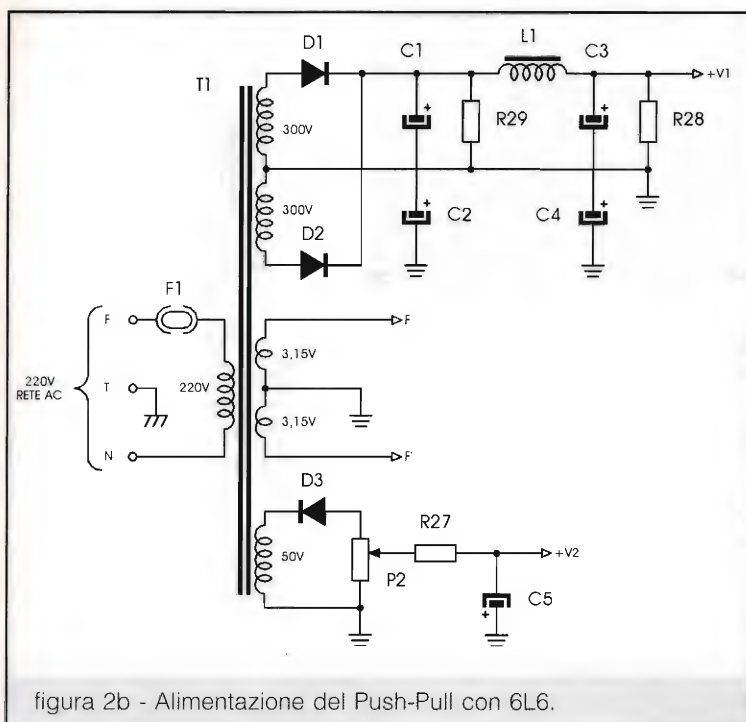 D1
C1
L1
C3
+V1
T1
+
+
R29
R28
300V
300V
D2
+
C2
C4
+
F1
F
F
3,15V
220V
RETE AC
T
220V
3,15V
N
F'
D3
R27
50V
P2
+V2
C5
+
figura 2b - Alimentazione del Push-Pull con 6L6.